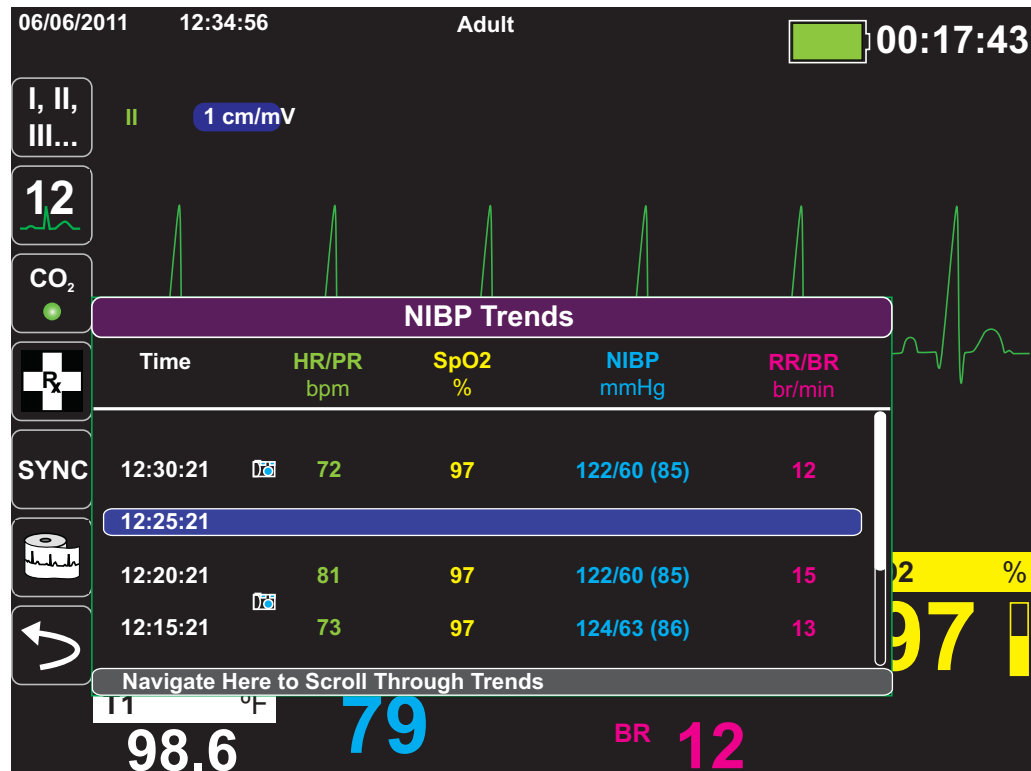 06/06/2011 12:34:56 Adult 00:17:43
I, II,
III...
II 1 cm/mV
12
CO₂
NIBP Trends
Time HR/PR SpO2 NIBP RR/BR
bpm % mmHg br/min
Rx
SYNC
12:30:21 72 97 122/60 (85) 12
12:25:21
12:20:21 81 97 122/60 (85) 15
12:15:21 73 97 124/63 (86) 13
Navigate Here to Scroll Through Trends
O2 %
97
T1 °F
98.6
79
BR 12